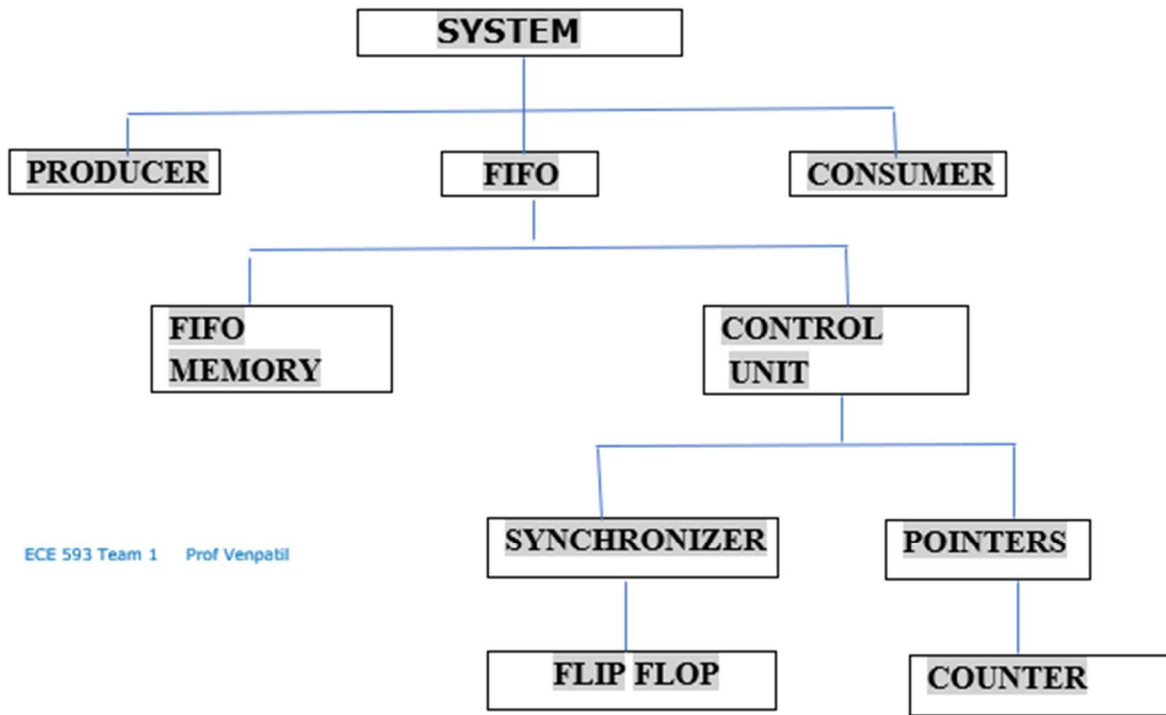 SYSTEM
PRODUCER
FIFO
CONSUMER
FIFO
MEMORY
CONTROL
UNIT
SYNCHRONIZER
POINTERS
ECE 593 Team 1 Prof Venpatil
FLIP FLOP
COUNTER